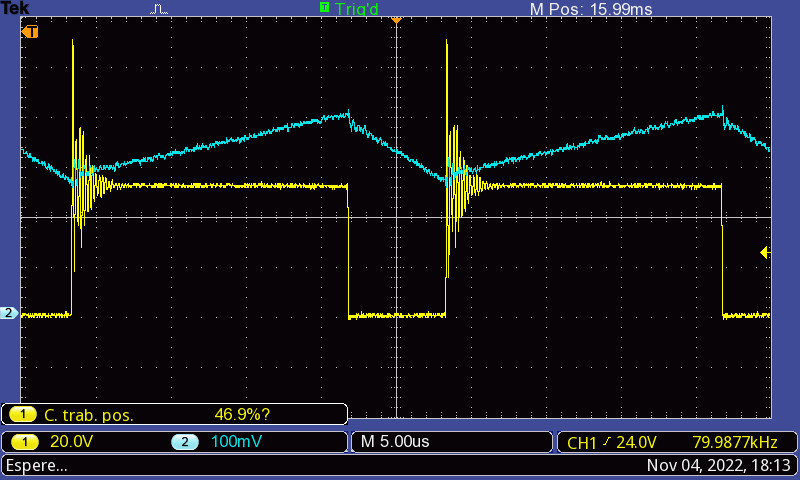 Tek T Trig'd M Pos: 15.99ms
T
2
1 C. trab. pos. 46.9%?
1 20.0V 2 100mV M 5.00us CH1 / 24.0V 79.9877kHz
Espere... Nov 04, 2022, 18:13